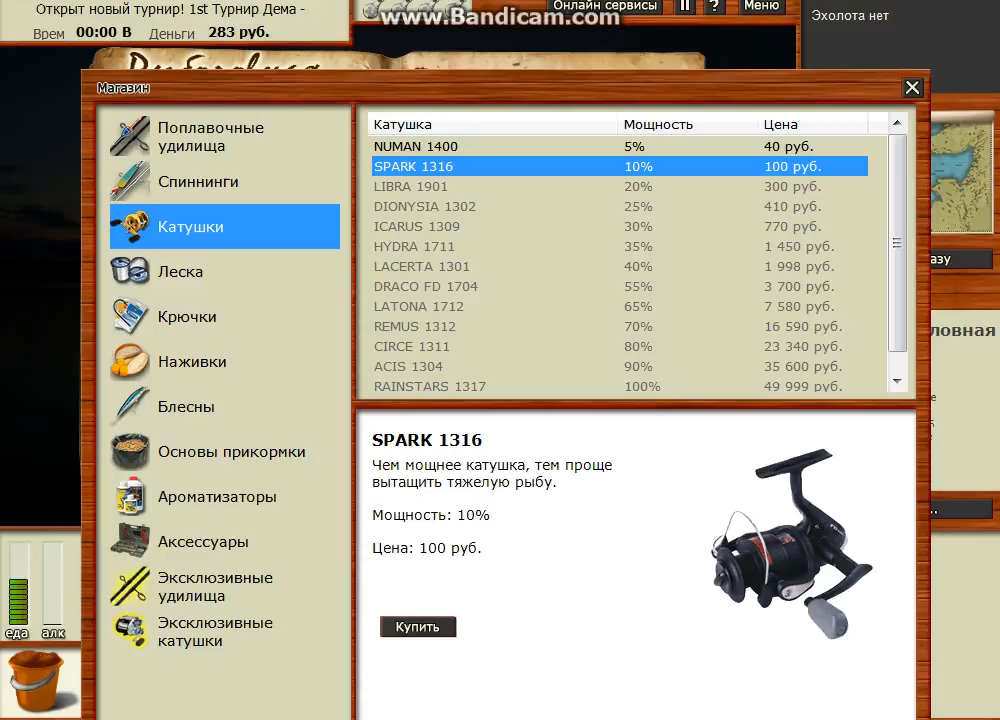 Открыт новый турнир! 1st Турнир Дема -
Врем 00:00 В Деньги 283 руб.
www.Bandicam.com
Онлайн сервисы
?
Меню
Эхолота нет
Магазин
Поплавочные
удилища
Спиннинги
Катушки
Леска
Крючки
Наживки
Блесны
Основы прикормки
Ароматизаторы
Аксессуары
Эксклюзивные
удилища
Эксклюзивные
катушки
Катушка Мощность Цена
NUMAN 1400 5% 40 руб.
SPARK 1316 10% 100 руб.
LIBRA 1901 20% 300 руб.
DIONYSIA 1302 25% 410 руб.
ICARUS 1309 30% 770 руб.
HYDRA 1711 35% 1 450 руб.
LACERTA 1301 40% 1 998 руб.
DRACO FD 1704 55% 3 700 руб.
LATONA 1712 65% 7 580 руб.
REMUS 1312 70% 16 590 руб.
CIRCE 1311 80% 23 340 руб.
ACIS 1304 90% 35 600 руб.
RAINSTARS 1317 100% 49 999 руб.
SPARK 1316
Чем мощнее катушка, тем проще
вытащить тяжелую рыбу.
Мощность: 10%
Цена: 100 руб.
Купить
азу
ловная
еда алк